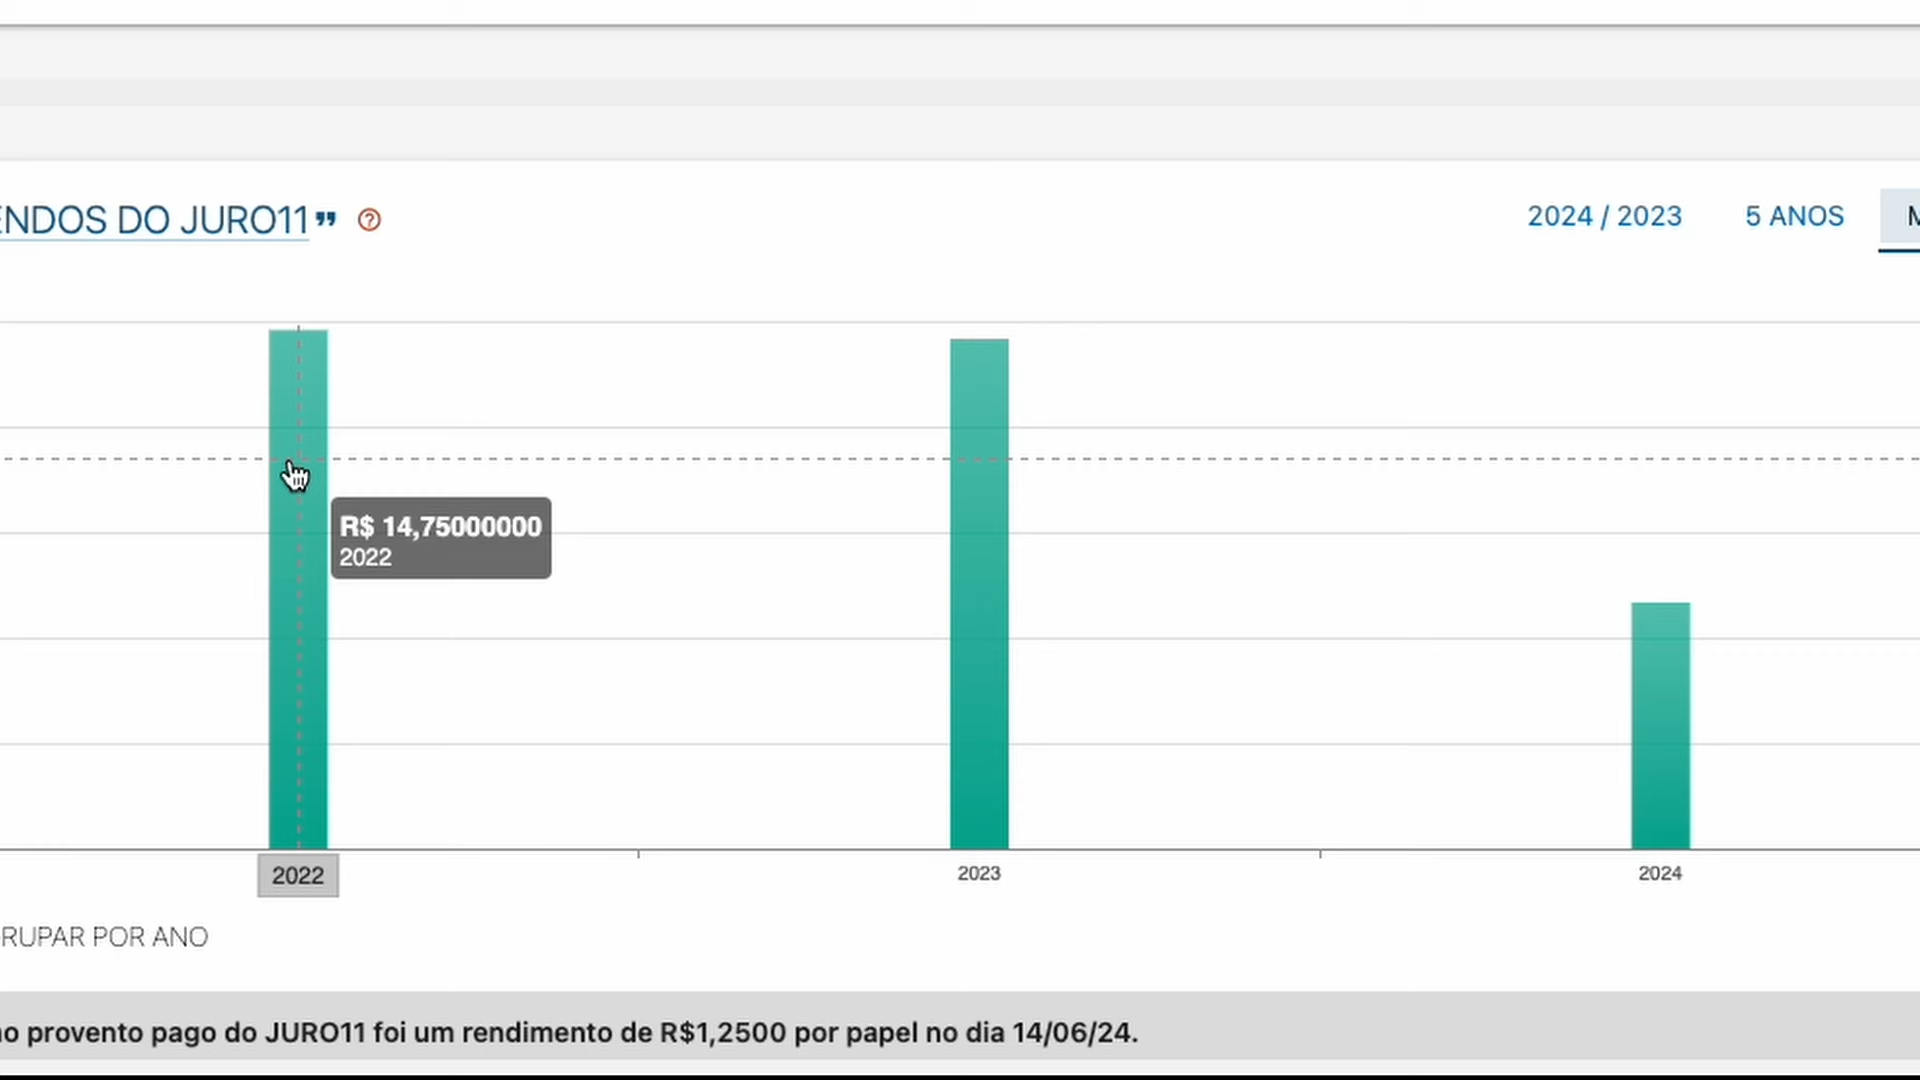 ENDOS DO JURO11 ”
2024 / 2023
5 ANOS
R$ 14,75000000
2022
2022
2023
2024
RUPAR POR ANO
o provento pago do JURO11 foi um rendimento de R$1,2500 por papel no dia 14/06/24.